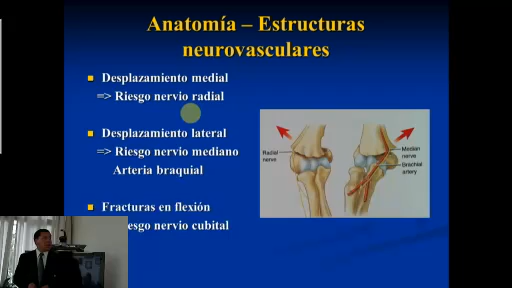 Anatomía – Estructuras
neurovasculares
Desplazamiento medial
=> Riesgo nervio radial
Desplazamiento lateral
=> Riesgo nervio mediano
Arteria braquial
Fracturas en flexión
esgo nervio cubital
Radial
nerve
Median
nerve
Brachial
artery